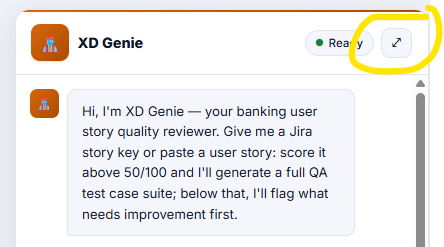 XD Genie
Ready
Hi, I'm XD Genie — your banking user
story quality reviewer. Give me a Jira
story key or paste a user story: score it
above 50/100 and I'll generate a full QA
test case suite; below that, I'll flag what
needs improvement first.